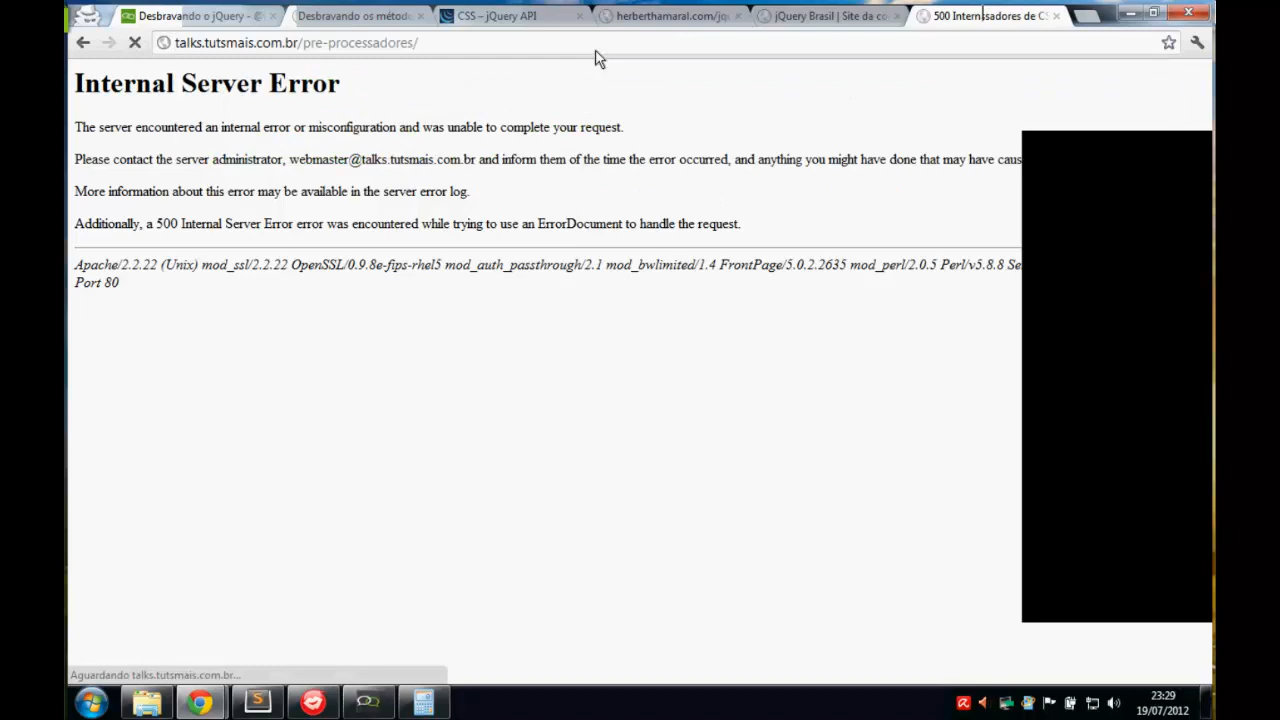 Desbravando o jQuery -
Desbravando os métod
CSS – jQuery API
herberthamaral.com/jq
jQuery Brasil | Site da co
500 Intern sadores de CS
talks.tutsmais.com.br/pre-processadores/
Internal Server Error
The server encountered an internal error or misconfiguration and was unable to complete your request.
Please contact the server administrator, webmaster@talks.tutsmais.com.br and inform them of the time the error occurred, and anything you might have done that may have caus
More information about this error may be available in the server error log.
Additionally, a 500 Internal Server Error error was encountered while trying to use an ErrorDocument to handle the request.
Apache/2.2.22 (Unix) mod_ssl/2.2.22 OpenSSL/0.9.8e-fips-rhel5 mod_auth_passthrough/2.1 mod_bwlimited/1.4 FrontPage/5.0.2.2635 mod_perl/2.0.5 Perl/v5.8.8 Se
Port 80
Aguardando talks.tutsmais.com.br...
23:29
19/07/2012